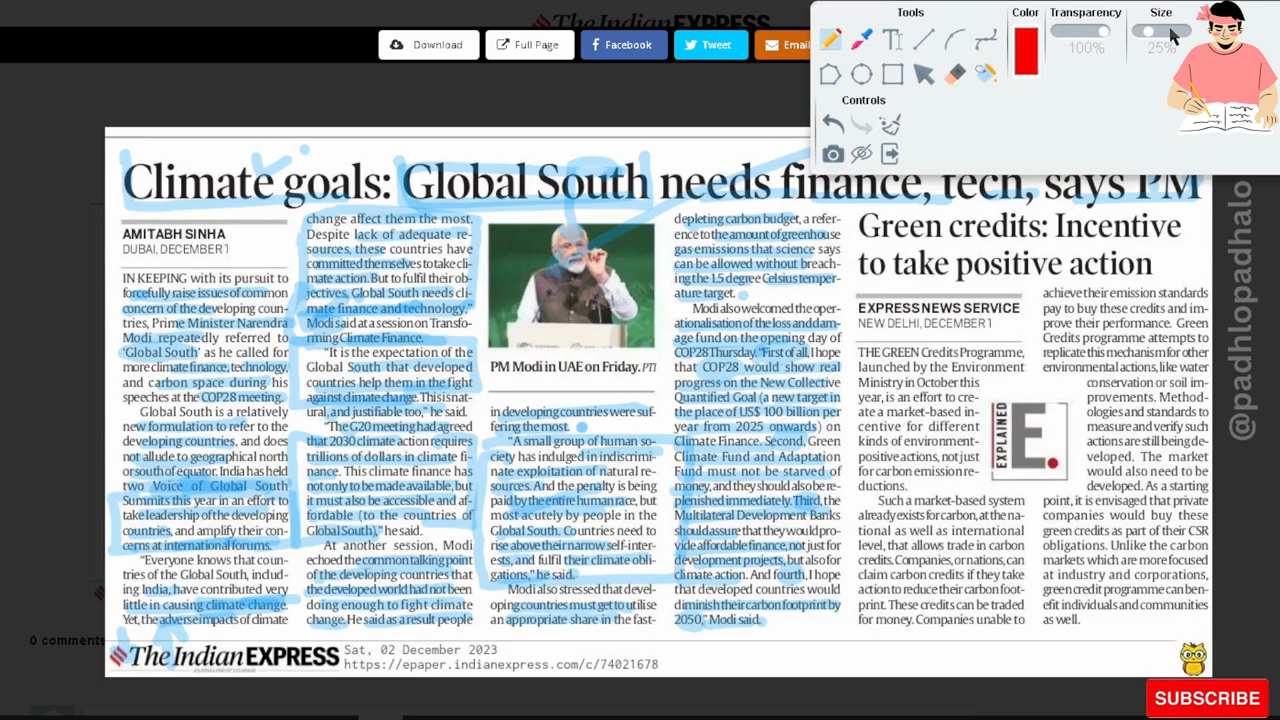 The Indian EXPRESS
Download
Full Page
Facebook
Tweet
Email
Tools
Color
Transparency
Size
100%
25%
Controls
Climate goals: Global South needs finance, tech, says PM
AMITABH SINHA
DUBAI, DECEMBER 1
IN KEEPING with its pursuit to
forcefully raise issues of common
concern of the developing coun-
tries, Prime Minister Narendra
Modi repeatedly referred to
'Global South' as he called for
more climate finance, technology,
and carbon space during his
speeches at the COP28 meeting.
Global South is a relatively
new formulation to refer to the
developing countries, and does
not allude to geographical north
or south of equator. India has held
two Voice of Global South
Summits this year in an effort to
take leadership of the developing
countries, and amplify their con-
cerns at international forums.
"Everyone knows that coun-
tries of the Global South, includ-
ing India, have contributed very
little in causing climate change.
Yet, the adverse impacts of climate
change affect them the most.
Despite lack of adequate re-
sources, these countries have
committed themselves to take cli-
mate action. But to fulfil their ob-
jectives, Global South needs cli-
mate finance and technology,"
Modi said at a session on Transfo-
rming Climate Finance.
"It is the expectation of the
Global South that developed
countries help them in the fight
against climate change. This is nat-
ural, and justifiable too," he said.
"The G20 meeting had agreed
that 2030 climate action requires
trillions of dollars in climate fi-
nance. This climate finance has
not only to be made available, but
it must also be accessible and af-
fordable (to the countries of
Global South)," he said.
At another session, Modi
echoed the common talking point
of the developing countries that
the developed world had not been
doing enough to fight climate
change. He said as a result people
PM Modi in UAE on Friday. PTI
in developing countries were suf-
fering the most.
"A small group of human so-
ciety has indulged in indiscrimi-
nate exploitation of natural re-
sources. And the penalty is being
paid by the entire human race, but
most acutely by people in the
Global South. Countries need to
rise above their narrow self-inter-
ests, and fulfil their climate obli-
gations," he said.
Modi also stressed that devel-
oping countries must get to utilise
an appropriate share in the fast-
depleting carbon budget, a refer-
ence to the amount of greenhouse
gas emissions that science says
can be allowed without breach-
ing the 1.5 degree Celsius temper-
ature target.
Modi also welcomed the oper-
ationalisation of the loss and dam-
age fund on the opening day of
COP28 Thursday. "First of all, I hope
that COP28 would show real
progress on the New Collective
Quantified Goal (a new target in
the place of US$ 100 billion per
year from 2025 onwards) on
Climate Finance. Second, Green
Climate Fund and Adaptation
Fund must not be starved of
money, and they should also be re-
plenished immediately. Third, the
Multilateral Development Banks
should assure that they would pro-
vide affordable finance, not just for
development projects, but also for
climate action. And fourth, I hope
that developed countries would
diminish their carbon footprint by
2050," Modi said.
Green credits: Incentive
to take positive action
EXPRESS NEWS SERVICE
NEW DELHI, DECEMBER 1
THE GREEN Credits Programme,
launched by the Environment
Ministry in October this
year, is an effort to cre-
ate a market-based in-
centive for different
kinds of environment-
positive actions, not just
for carbon emission re-
ductions.
Such a market-based system
already exists for carbon, at the na-
tional as well as international
level, that allows trade in carbon
credits. Companies, or nations, can
claim carbon credits if they take
action to reduce their carbon foot-
print. These credits can be traded
for money. Companies unable to
EXPLAINED
E.
achieve their emission standards
pay to buy these credits and im-
prove their performance. Green
Credits programme attempts to
replicate this mechanism for other
environmental actions, like water
conservation or soil im-
provements. Method-
ologies and standards to
measure and verify such
actions are still being de-
veloped. The market
would also need to be
developed. As a starting
point, it is envisaged that private
companies would buy these
green credits as part of their CSR
obligations. Unlike the carbon
markets which are more focused
at industry and corporations,
green credit programme can ben-
efit individuals and communities
as well.
@padhlopadhalo
0 comments
The Indian EXPRESS
JOURNALISM OF COURAGE
Sat, 02 December 2023
https://epaper.indianexpress.com/c/74021678
SUBSCRIBE